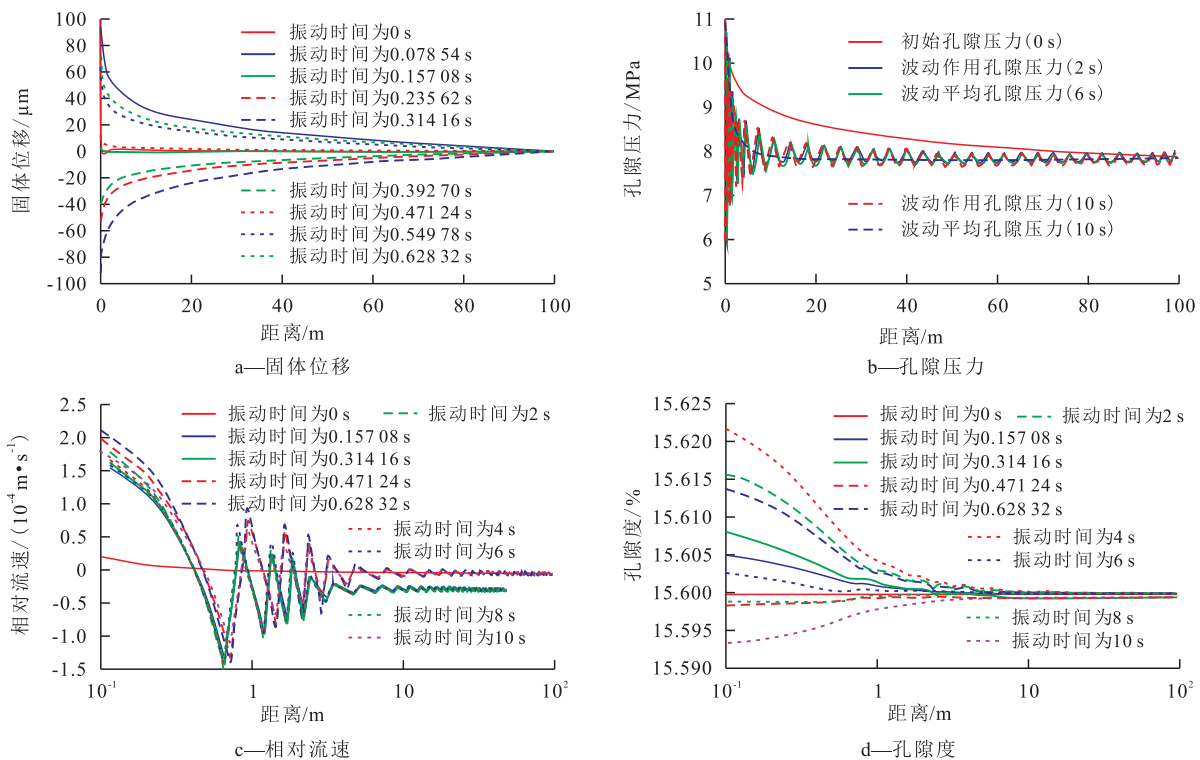 100
80
60
40
20
0
-20
-40
-60
-80
-100
固体位移/μm
振动时间为0 s
振动时间为0.078 54 s
振动时间为0.157 08 s
振动时间为0.235 62 s
振动时间为0.314 16 s
振动时间为0.392 70 s
振动时间为0.471 24 s
振动时间为0.549 78 s
振动时间为0.628 32 s
0 20 40 60 80 100
距离/m
a—固体位移
11
10
9
8
7
6
5
孔隙压力/MPa
初始孔隙压力(0 s)
波动作用孔隙压力(2 s)
波动平均孔隙压力(6 s)
波动作用孔隙压力(10 s)
波动平均孔隙压力(10 s)
0 20 40 60 80 100
距离/m
b—孔隙压力
2.5
2.0
1.5
1.0
0.5
0
-0.5
-1.0
-1.5
相对流速/(10⁻⁴m•s⁻¹)
振动时间为0 s 振动时间为2 s
振动时间为0.157 08 s
振动时间为0.314 16 s
振动时间为0.471 24 s
振动时间为0.628 32 s
振动时间为4 s
振动时间为6 s
振动时间为8 s
振动时间为10 s
10⁻¹ 1 10 10²
距离/m
c—相对流速
15.625
15.620
15.615
15.610
15.605
15.600
15.595
15.590
孔隙度/%
振动时间为0 s 振动时间为2 s
振动时间为0.157 08 s
振动时间为0.314 16 s
振动时间为0.471 24 s
振动时间为0.628 32 s
振动时间为4 s
振动时间为6 s
振动时间为8 s
振动时间为10 s
10⁻¹ 1 10 10²
距离/m
d—孔隙度